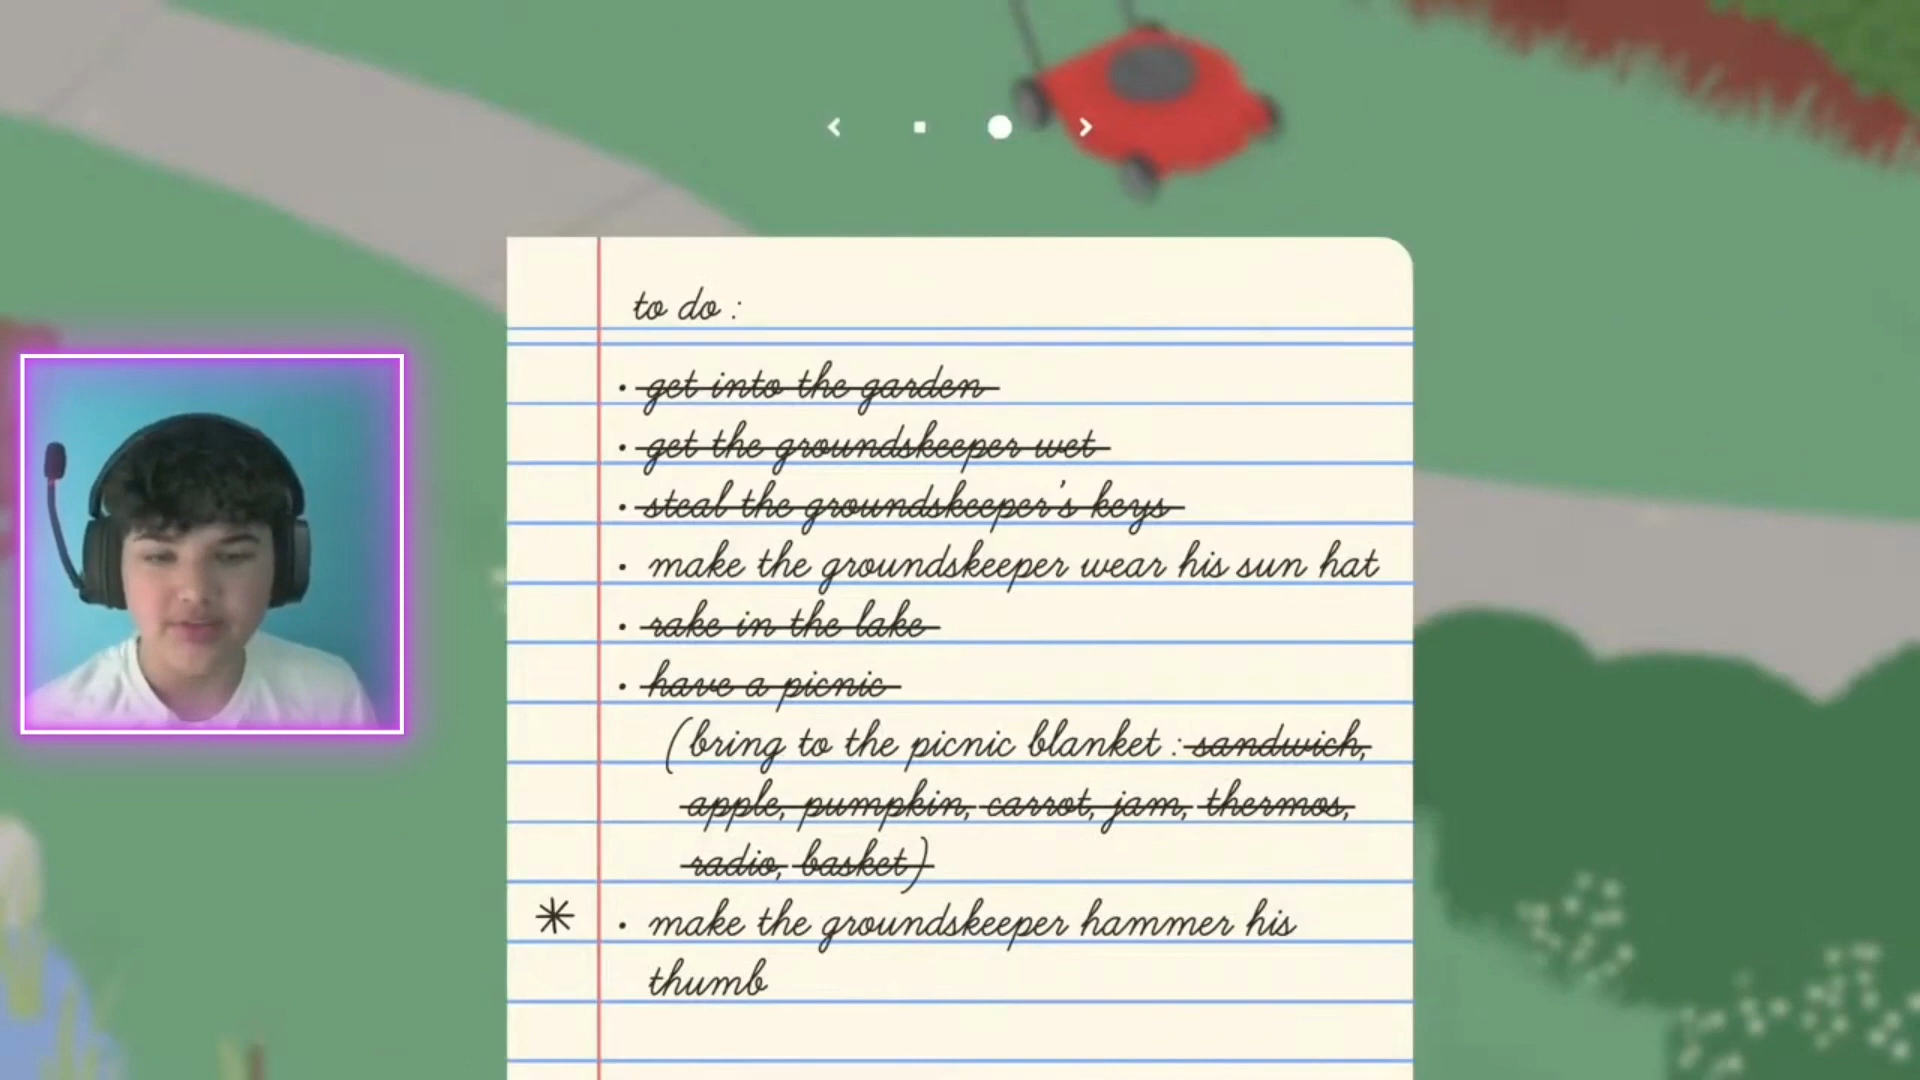 to do :
• get into the garden
• get the groundskeeper wet
• steal the groundskeeper's keys
• make the groundskeeper wear his sun hat
• rake in the lake
• have a picnic
(bring to the picnic blanket : sandwich,
apple, pumpkin, carrot, jam, thermos,
radio, basket)
* • make the groundskeeper hammer his
thumb